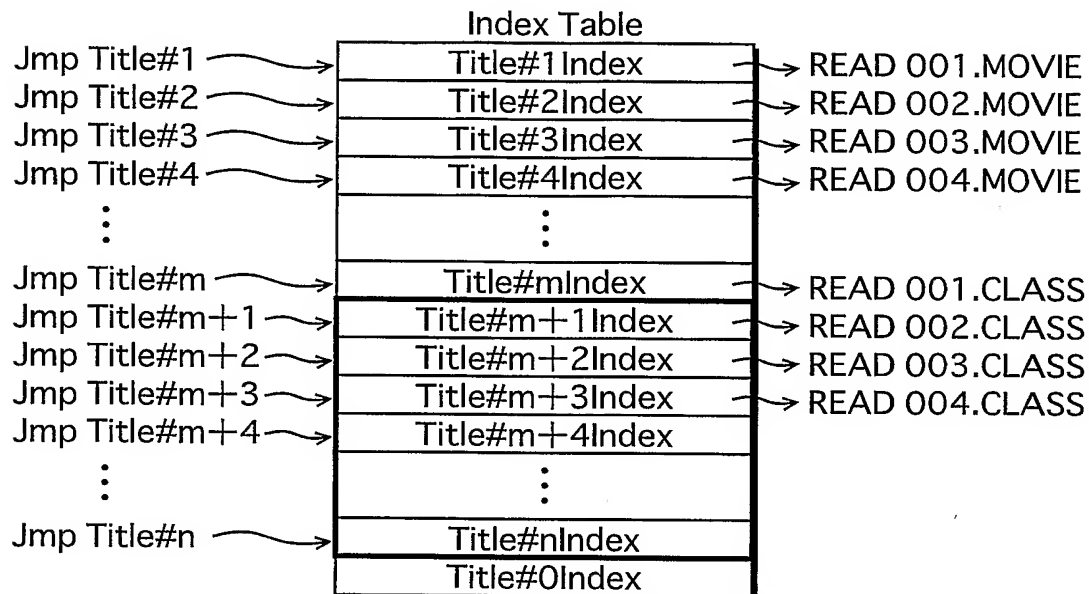 Index Table
Jmp Title#1 Title#1Index READ 001.MOVIE
Jmp Title#2 Title#2Index READ 002.MOVIE
Jmp Title#3 Title#3Index READ 003.MOVIE
Jmp Title#4 Title#4Index READ 004.MOVIE
Jmp Title#m Title#mIndex READ 001.CLASS
Jmp Title#m+1 Title#m+1Index READ 002.CLASS
Jmp Title#m+2 Title#m+2Index READ 003.CLASS
Jmp Title#m+3 Title#m+3Index READ 004.CLASS
Jmp Title#m+4 Title#m+4Index
Jmp Title#n Title#nIndex
Title#0Index